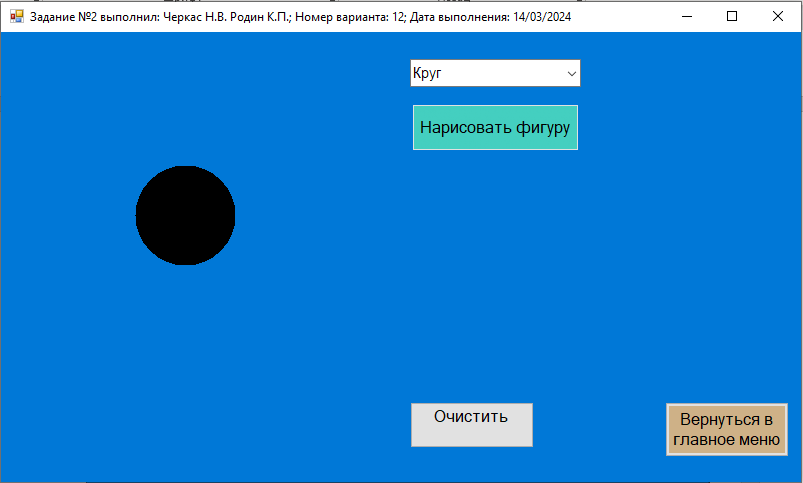 Задание №2 выполнил: Черкас Н.В. Родин К.П.; Номер варианта: 12; Дата выполнения: 14/03/2024
Круг
Нарисовать фигуру
Очистить
Вернуться в
главное меню